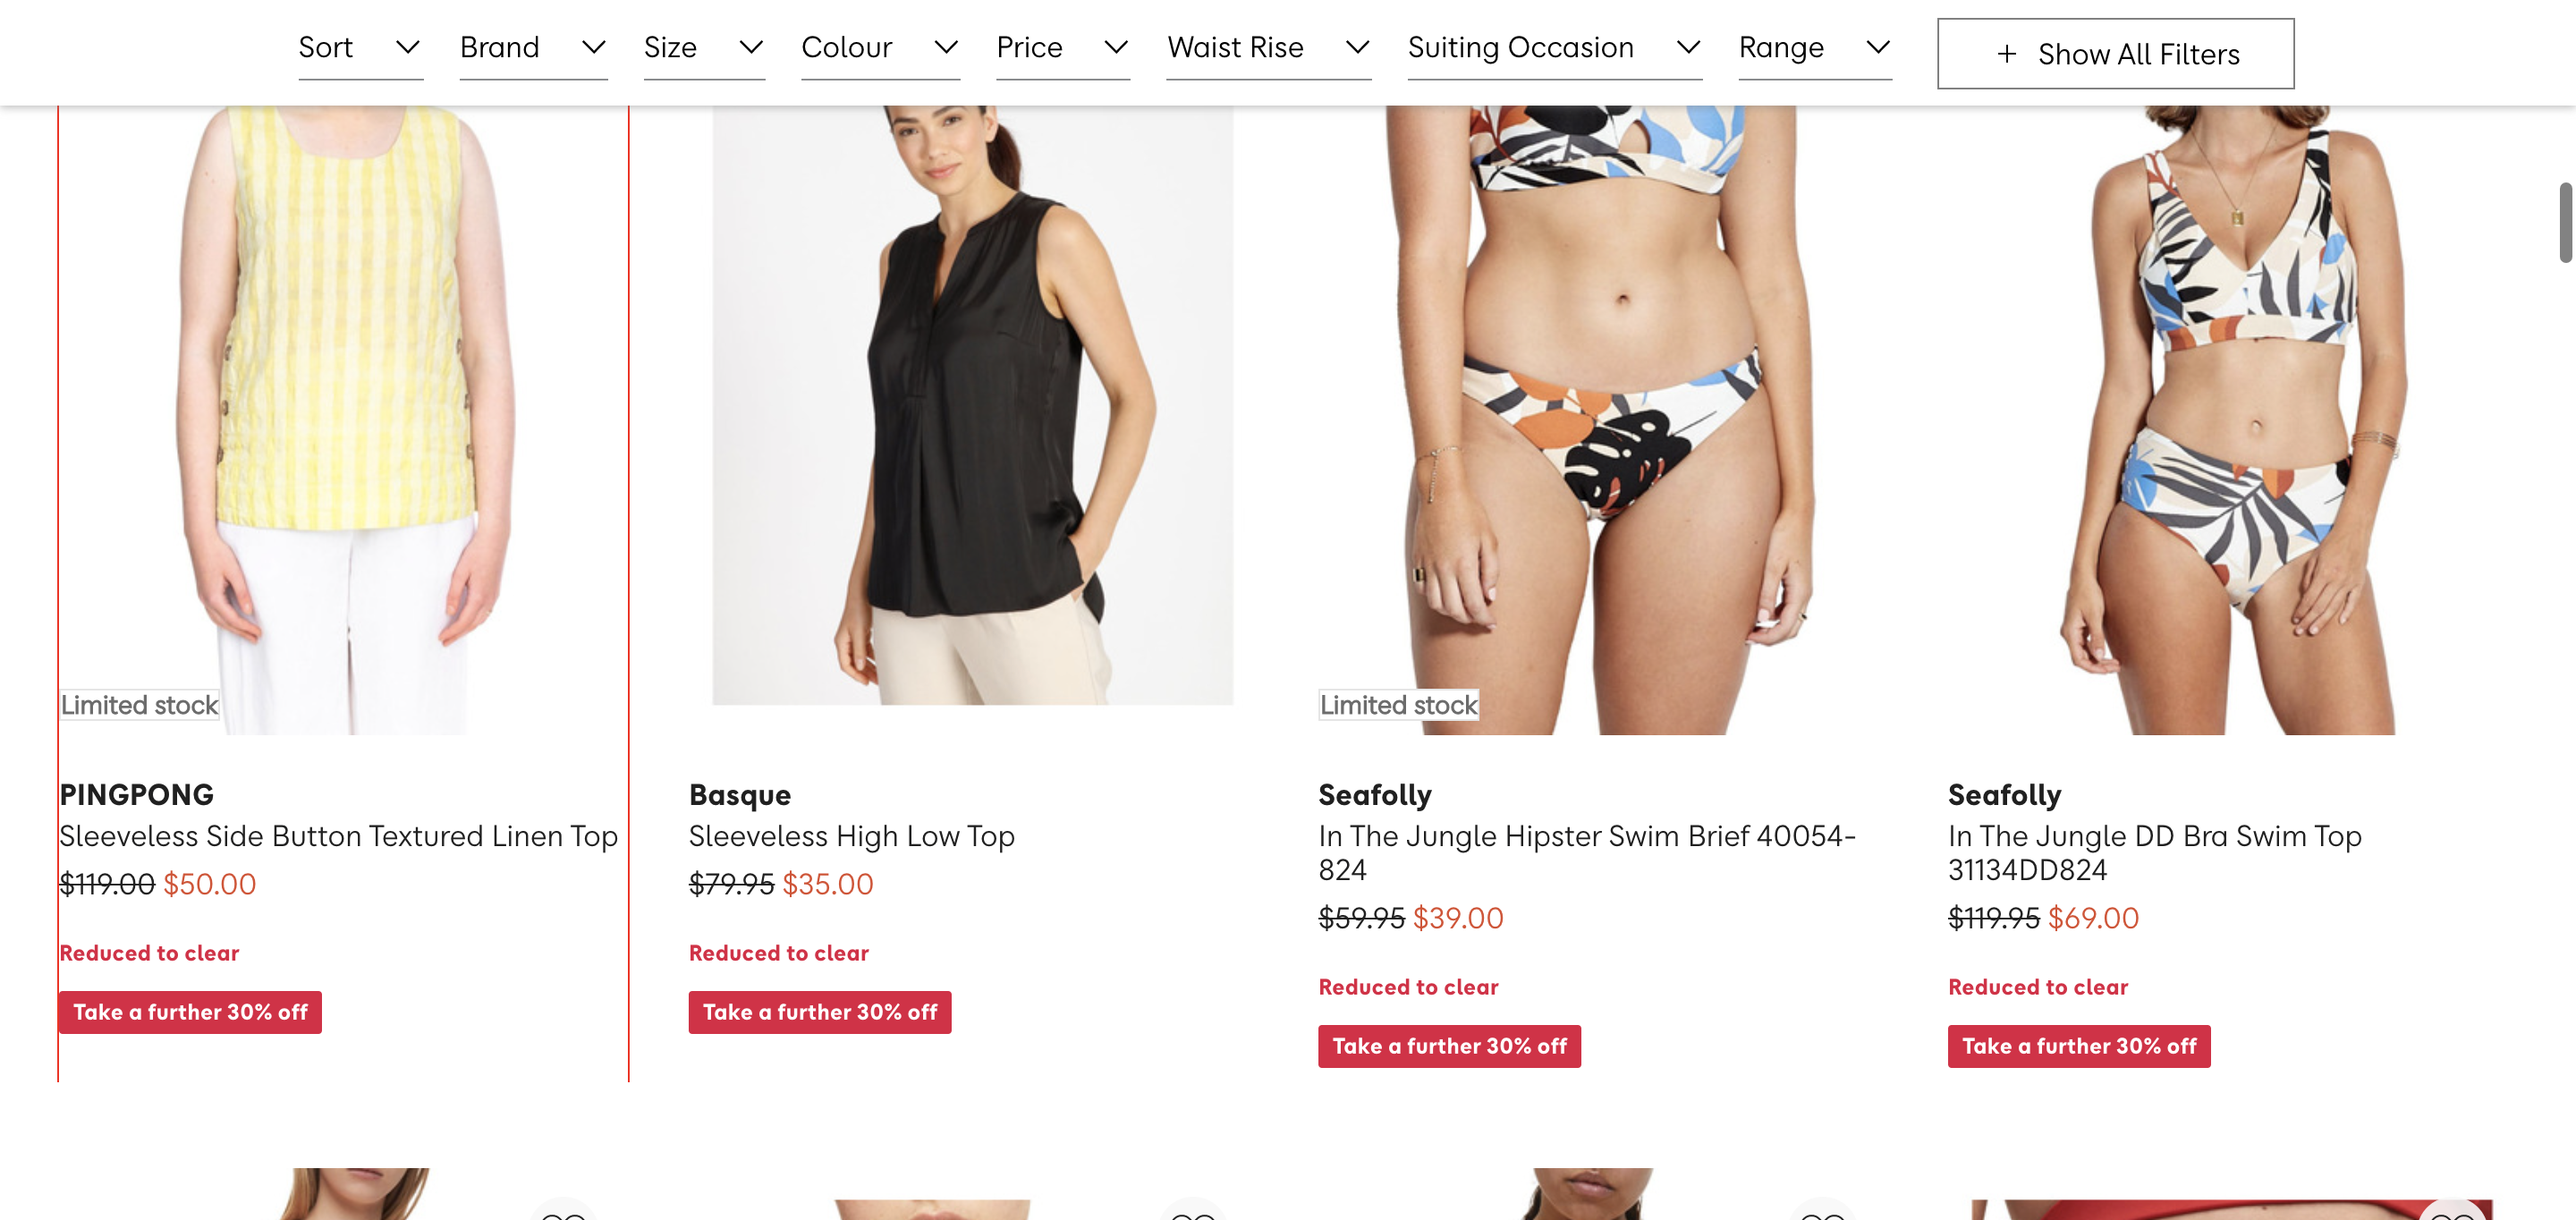 Sort
Brand
Size
Colour
Price
Waist Rise
Suiting Occasion
Range
+ Show All Filters
Limited stock
PINGPONG
Sleeveless Side Button Textured Linen Top
$119.00 $50.00
Reduced to clear
Take a further 30% off
Basque
Sleeveless High Low Top
$79.95 $35.00
Reduced to clear
Take a further 30% off
Limited stock
Seafolly
In The Jungle Hipster Swim Brief 40054-
824
$59.95 $39.00
Reduced to clear
Take a further 30% off
Seafolly
In The Jungle DD Bra Swim Top
31134DD824
$119.95 $69.00
Reduced to clear
Take a further 30% off